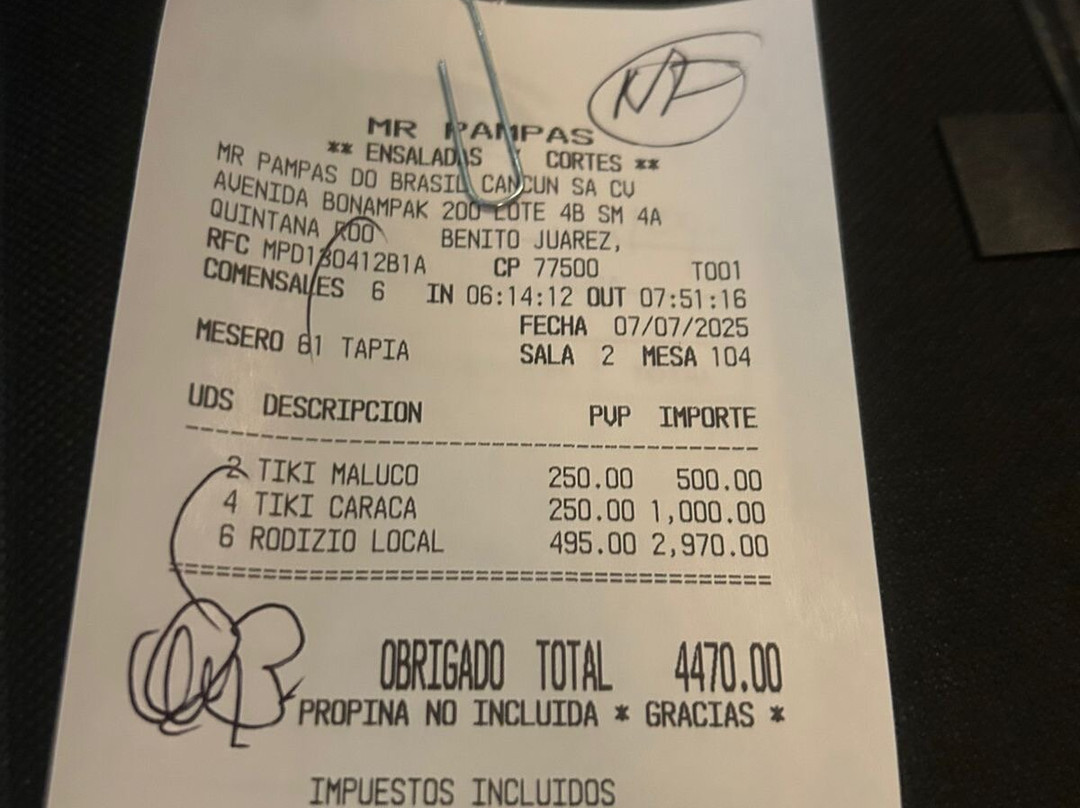 NP
MR PAMPAS
** ENSALADAS Y CORTES **
MR PAMPAS DO BRASIL CANCUN SA CV
AVENIDA BONAMPAK 200 LOTE 4B SM 4A
QUINTANA ROO BENITO JUAREZ,
RFC MPD130412B1A CP 77500 T001
COMENSALES 6 IN 06:14:12 OUT 07:51:16
FECHA 07/07/2025
MESERO 61 TAPIA SALA 2 MESA 104
UDS DESCRIPCION PVP IMPORTE
2 TIKI MALUCO 250.00 500.00
4 TIKI CARACA 250.00 1,000.00
6 RODIZIO LOCAL 495.00 2,970.00
OBRIGADO TOTAL 4470.00
PROPINA NO INCLUIDA * GRACIAS *
IMPUESTOS INCLUIDOS